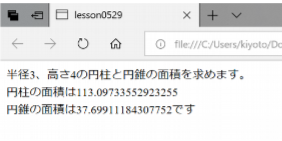 lesson0529
file:///C:/Users/kiyoto/Do
半径3、高さ4の円柱と円錐の面積を求めます。
円柱の面積は113.09733552923255
円錐の面積は37.69911184307752です